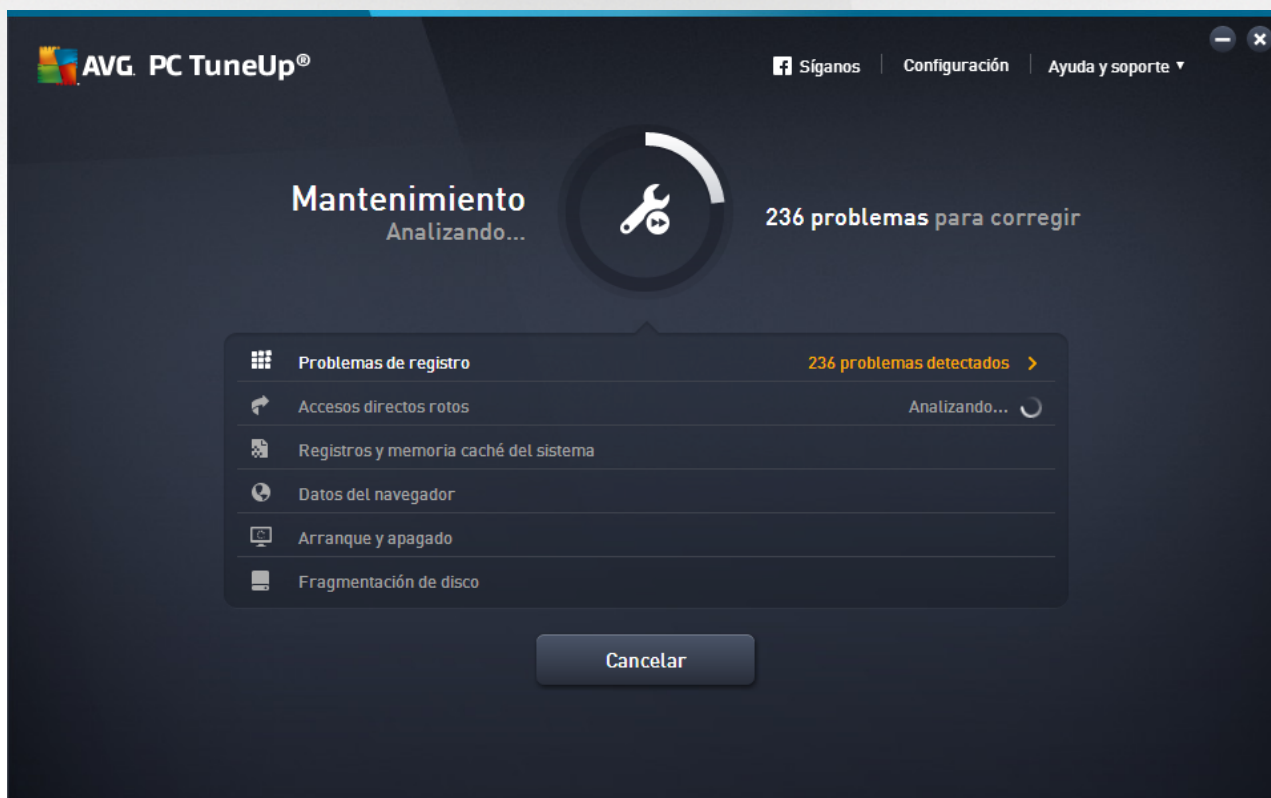 AVG. PC TuneUp®
Síganos
Configuración
Ayuda y soporte
Mantenimiento
Analizando...
236 problemas para corregir
Problemas de registro
236 problemas detectados
Accesos directos rotos
Analizando...
Registros y memoria caché del sistema
Datos del navegador
Arranque y apagado
Fragmentación de disco
Cancelar